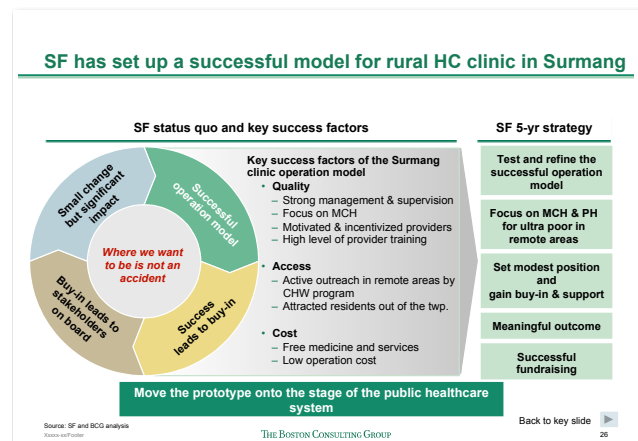 SF has set up a successful model for rural HC clinic in Surmang
SF status quo and key success factors
SF 5-yr strategy
Small change
but significant
impact
Successful
operation model
Where we want
to be is not an
accident
Buy-in leads to
stakeholders
on board
Success
leads to buy-in
Key success factors of the Surmang
clinic operation model
• Quality
– Strong management & supervision
– Focus on MCH
– Motivated & incentivized providers
– High level of provider training
• Access
– Active outreach in remote areas by
CHW program
– Attracted residents out of the twp.
• Cost
– Free medicine and services
– Low operation cost
Test and refine the
successful operation
model
Focus on MCH & PH
for ultra poor in
remote areas
Set modest position
and
gain buy-in & support
Meaningful outcome
Successful
fundraising
Move the prototype onto the stage of the public healthcare
system
Source: SF and BCG analysis
Xxxxx-xx/Footer
THE BOSTON CONSULTING GROUP
Back to key slide
26